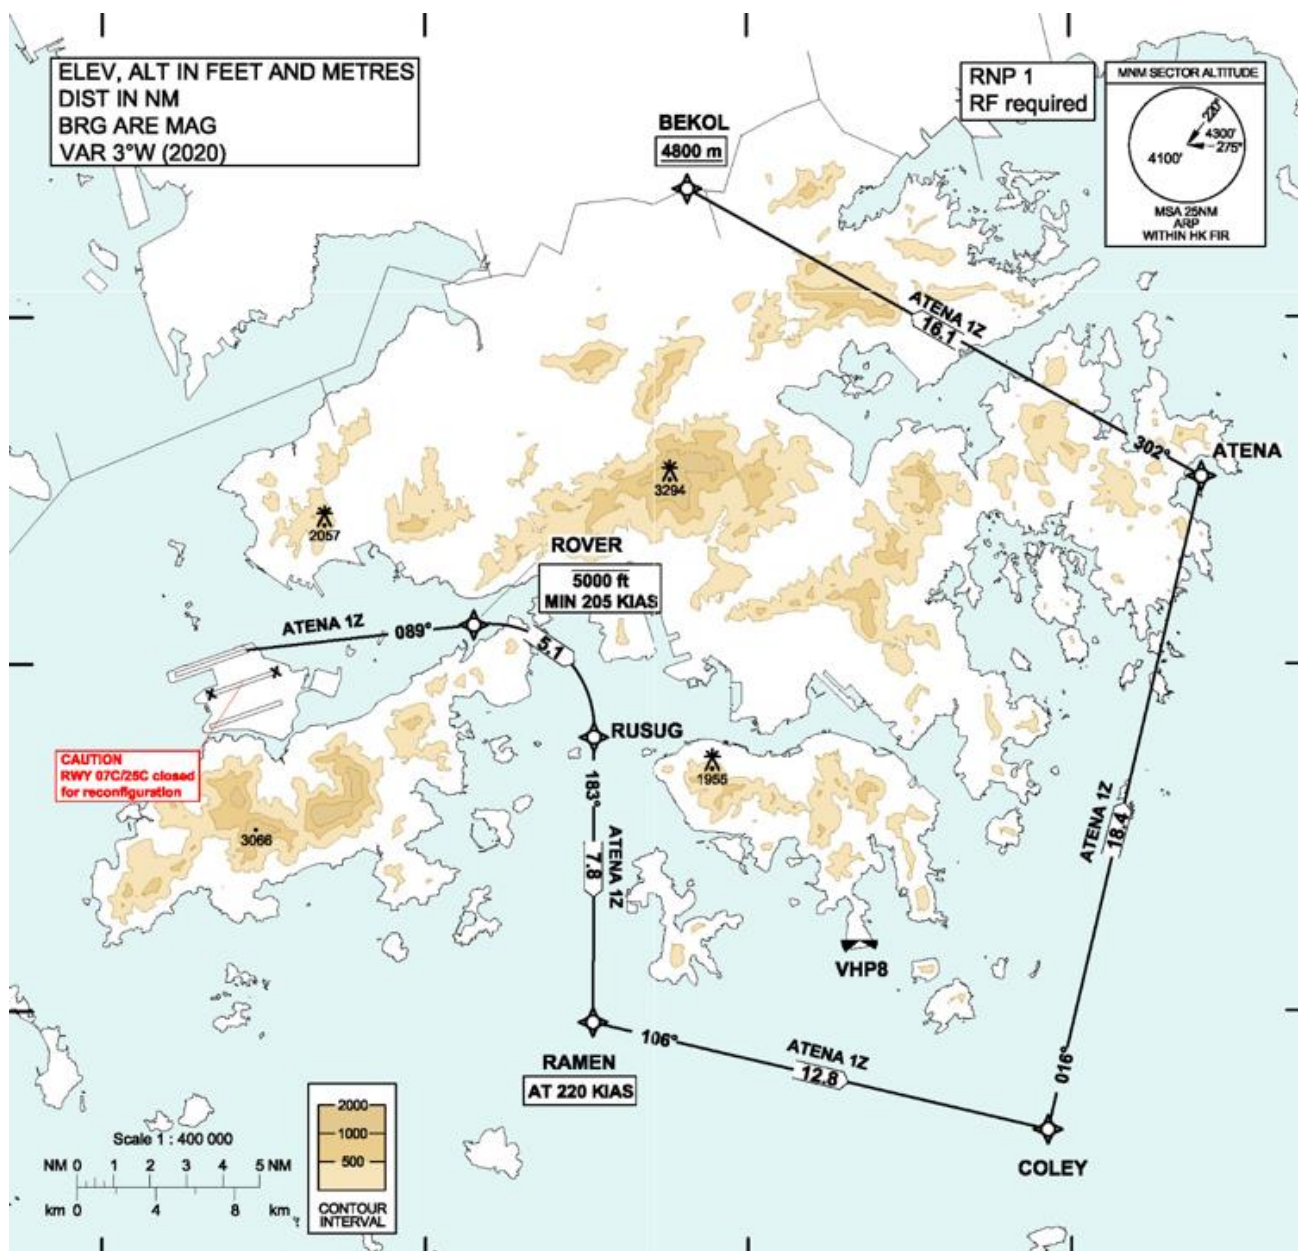 ELEV, ALT IN FEET AND METRES
DIST IN NM
BRG ARE MAG
VAR 3°W (2020)
RNP 1
RF required
MNM SECTOR ALTITUDE
220°
4300'
275°
4100'
MSA 25NM
ARP
WITHIN HK FIR
BEKOL
4800 m
ATENA 1Z
16.1
302°
ATENA
3294
2057
ROVER
5000 ft
MIN 205 KIAS
ATENA 1Z
089°
5.1
RUSUG
CAUTION
RWY 07C/25C closed
for reconfiguration
1955
183°
ATENA 1Z
7.8
ATENA 1Z
18.4
3066
VHP8
RAMEN
AT 220 KIAS
106°
ATENA 1Z
12.8
016°
COLEY
2000
1000
500
CONTOUR
INTERVAL
Scale 1 : 400 000
NM 0 1 2 3 4 5 NM
km 0 4 8 km